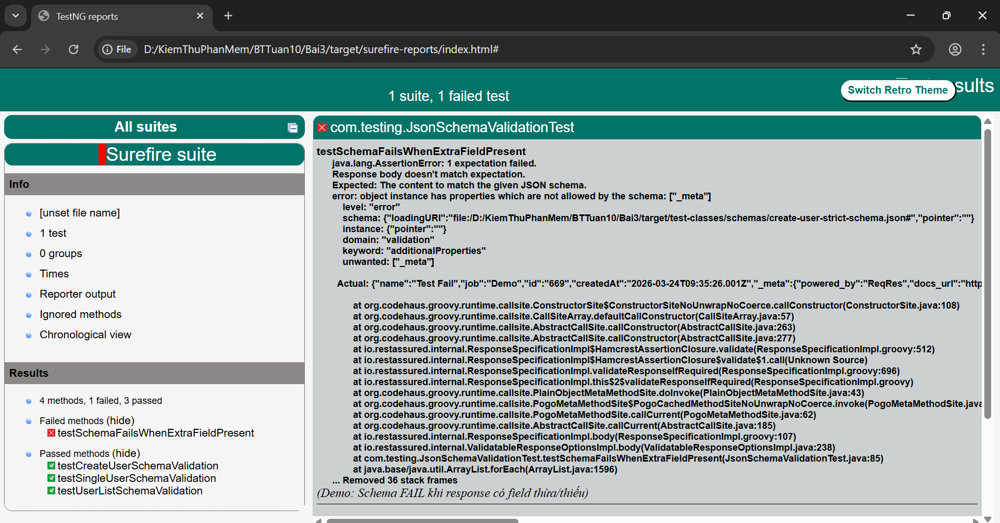 TestNG reports
File
D:/KiemThuPhanMem/BTTuan10/Bai3/target/surefire-reports/index.html#
1 suite, 1 failed test
Switch Retro Theme
sults
All suites
Surefire suite
Info
[unset file name]
1 test
0 groups
Times
Reporter output
Ignored methods
Chronological view
Results
4 methods, 1 failed, 3 passed
Failed methods (hide)
testSchemaFailsWhenExtraFieldPresent
Passed methods (hide)
testCreateUserSchemaValidation
testSingleUserSchemaValidation
testUserListSchemaValidation
com.testing.JsonSchemaValidationTest
testSchemaFailsWhenExtraFieldPresent
java.lang.AssertionError: 1 expectation failed.
Response body doesn't match expectation.
Expected: The content to match the given JSON schema.
error: object instance has properties which are not allowed by the schema: ["_meta"]
level: "error"
schema: {"loadingURI":"file:/D:/KiemThuPhanMem/BTTuan10/Bai3/target/test-classes/schemas/create-user-strict-schema.json#","pointer":""}
instance: {"pointer":""}
domain: "validation"
keyword: "additionalProperties"
unwanted: ["_meta"]
Actual: {"name":"Test Fail","job":"Demo","id":"669","createdAt":"2026-03-24T09:35:26.001Z","_meta":{"powered_by":"ReqRes","docs_url":"http
at org.codehaus.groovy.runtime.callsite.ConstructorSite$ConstructorSiteNoUnwrapNoCoerce.callConstructor(ConstructorSite.java:108)
at org.codehaus.groovy.runtime.callsite.CallSiteArray.defaultCallConstructor(CallSiteArray.java:57)
at org.codehaus.groovy.runtime.callsite.AbstractCallSite.callConstructor(AbstractCallSite.java:263)
at org.codehaus.groovy.runtime.callsite.AbstractCallSite.callConstructor(AbstractCallSite.java:277)
at io.restassured.internal.ResponseSpecificationImpl$HamcrestAssertionClosure.validate(ResponseSpecificationImpl.groovy:512)
at io.restassured.internal.ResponseSpecificationImpl$HamcrestAssertionClosure$validate$1.call(Unknown Source)
at io.restassured.internal.ResponseSpecificationImpl.validateResponseIfRequired(ResponseSpecificationImpl.groovy:696)
at io.restassured.internal.ResponseSpecificationImpl.this$2$validateResponseIfRequired(ResponseSpecificationImpl.groovy)
at org.codehaus.groovy.runtime.callsite.PlainObjectMetaMethodSite.doInvoke(PlainObjectMetaMethodSite.java:43)
at org.codehaus.groovy.runtime.callsite.PogoMetaMethodSite$PogoCachedMethodSiteNoUnwrapNoCoerce.invoke(PogoMetaMethodSite.java
at org.codehaus.groovy.runtime.callsite.PogoMetaMethodSite.callCurrent(PogoMetaMethodSite.java:62)
at org.codehaus.groovy.runtime.callsite.AbstractCallSite.callCurrent(AbstractCallSite.java:185)
at io.restassured.internal.ResponseSpecificationImpl.body(ResponseSpecificationImpl.groovy:107)
at io.restassured.internal.ValidatableResponseOptionsImpl.body(ValidatableResponseOptionsImpl.java:238)
at com.testing.JsonSchemaValidationTest.testSchemaFailsWhenExtraFieldPresent(JsonSchemaValidationTest.java:85)
at java.base/java.util.ArrayList.forEach(ArrayList.java:1596)
... Removed 36 stack frames
(Demo: Schema FAIL khi response có field thừa/thiếu)